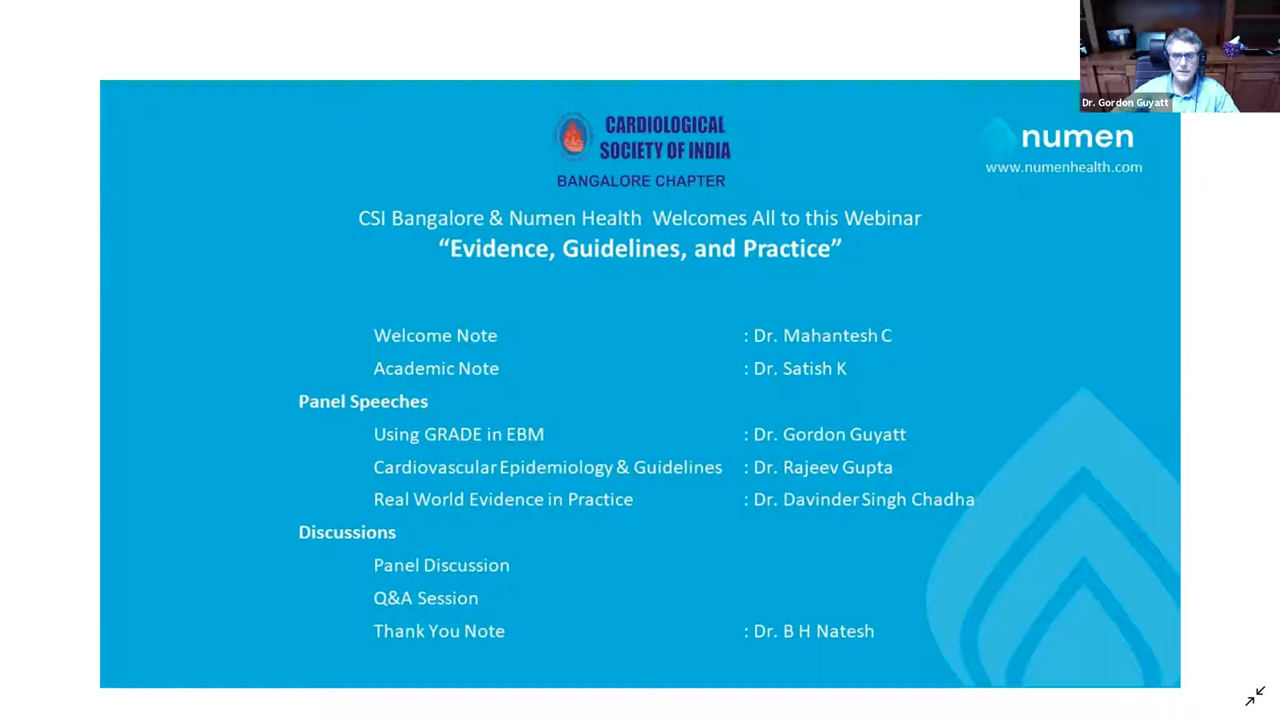 Dr. Gordon Guyatt
CARDIOLOGICAL
SOCIETY OF INDIA
BANGALORE CHAPTER
numen
www.numenhealth.com
CSI Bangalore & Numen Health Welcomes All to this Webinar
“Evidence, Guidelines, and Practice”
Welcome Note : Dr. Mahantesh C
Academic Note : Dr. Satish K
Panel Speeches
Using GRADE in EBM : Dr. Gordon Guyatt
Cardiovascular Epidemiology & Guidelines : Dr. Rajeev Gupta
Real World Evidence in Practice : Dr. Davinder Singh Chadha
Discussions
Panel Discussion
Q&A Session
Thank You Note : Dr. B H Natesh